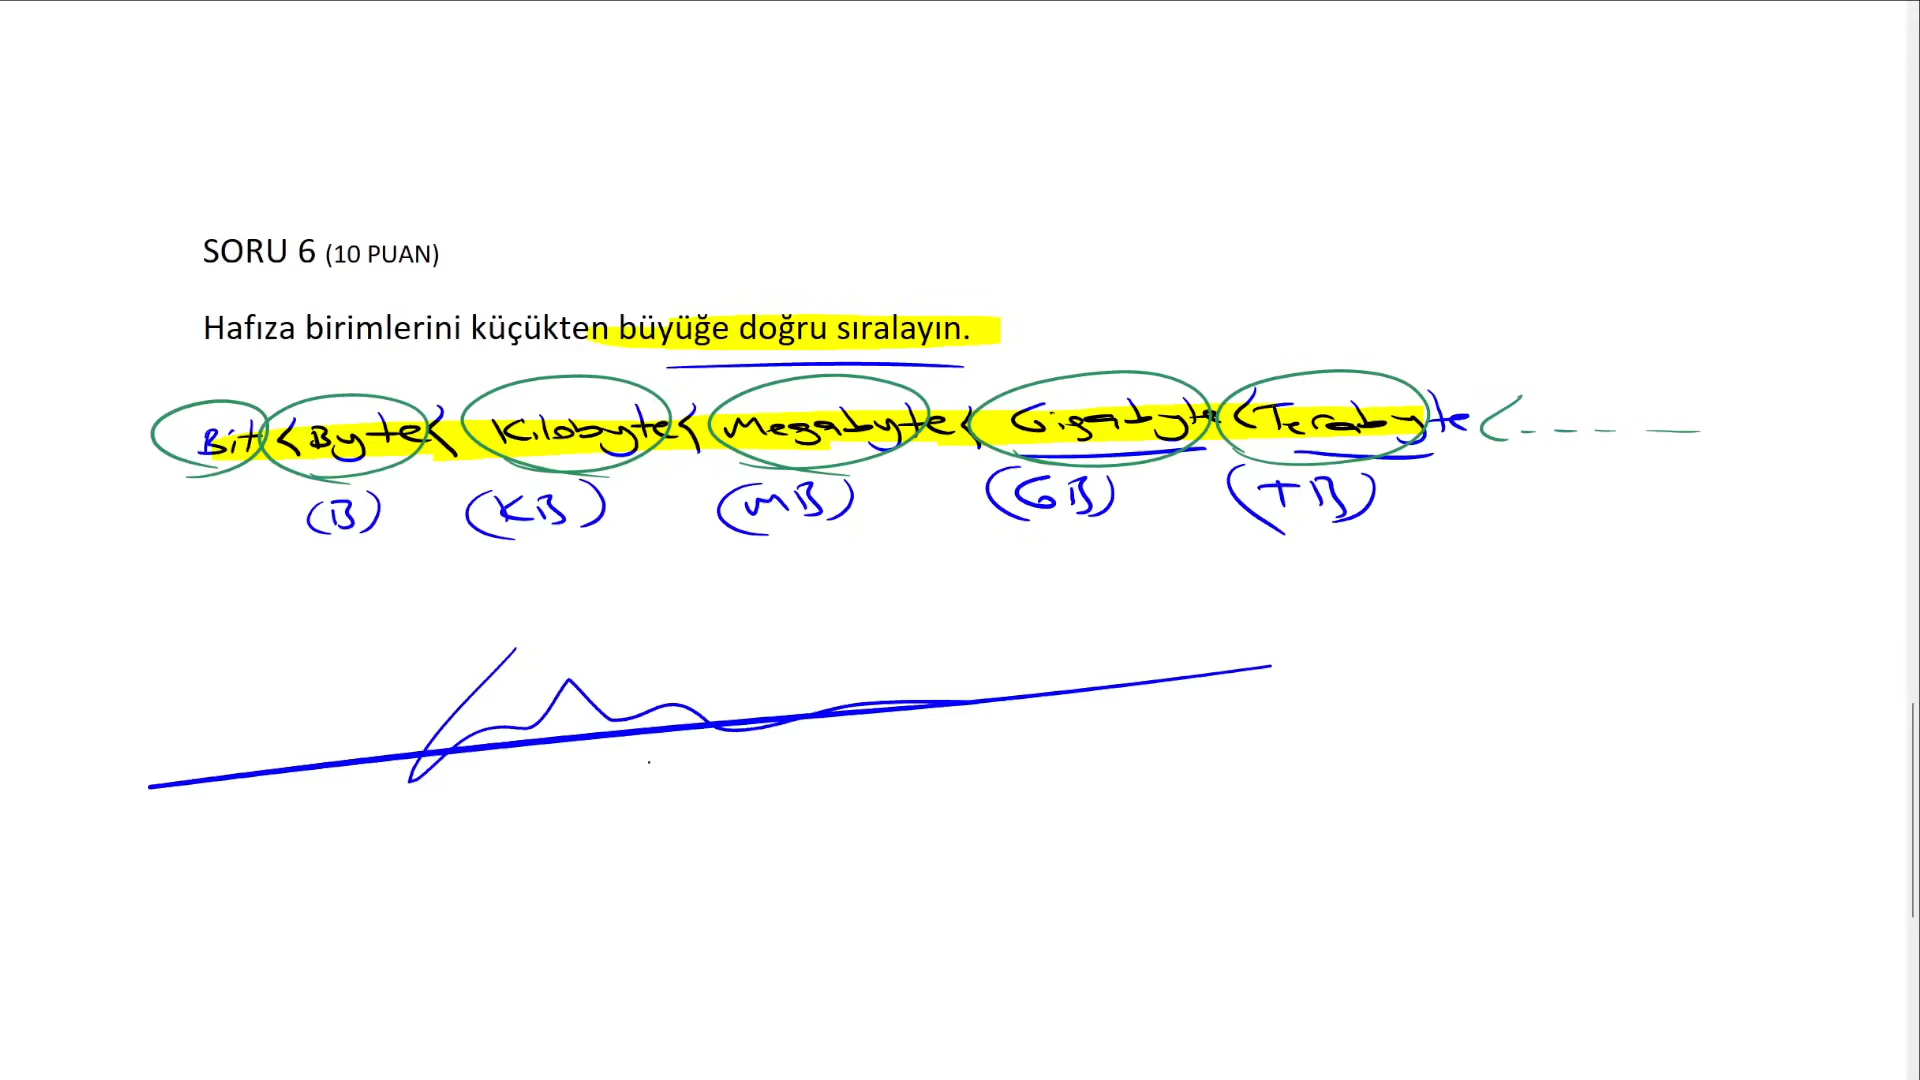 SORU 6 (10 PUAN)
Hafıza birimlerini küçükten büyüğe doğru sıralayın.
Bit < Byte < Kilobyte < Megabyte < Gigabyte < Terabyte < - - - - -
(B) (KB) (MB) (GB) (TB)